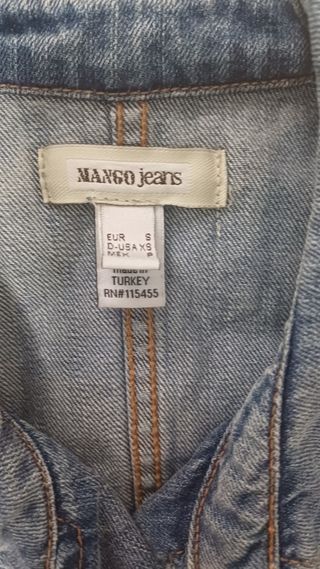 MANGO jeans
EUR S
D-USA XS
MEX P
made in
TURKEY
RN#115455